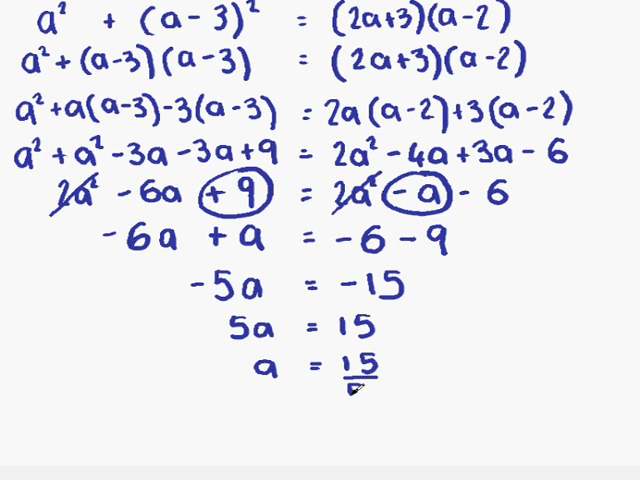 a² + (a - 3)² = (2a+3)(a-2)
a² + (a-3)(a-3) = (2a+3)(a-2)
a² +a(a-3)-3(a-3) = 2a(a-2)+3(a-2)
a² + a² -3a -3a+9 = 2a² -4a +3a - 6
2a² - 6a + 9 = 2a² - a - 6
- 6a + a = - 6 - 9
- 5a = - 15
5a = 15
a = 15